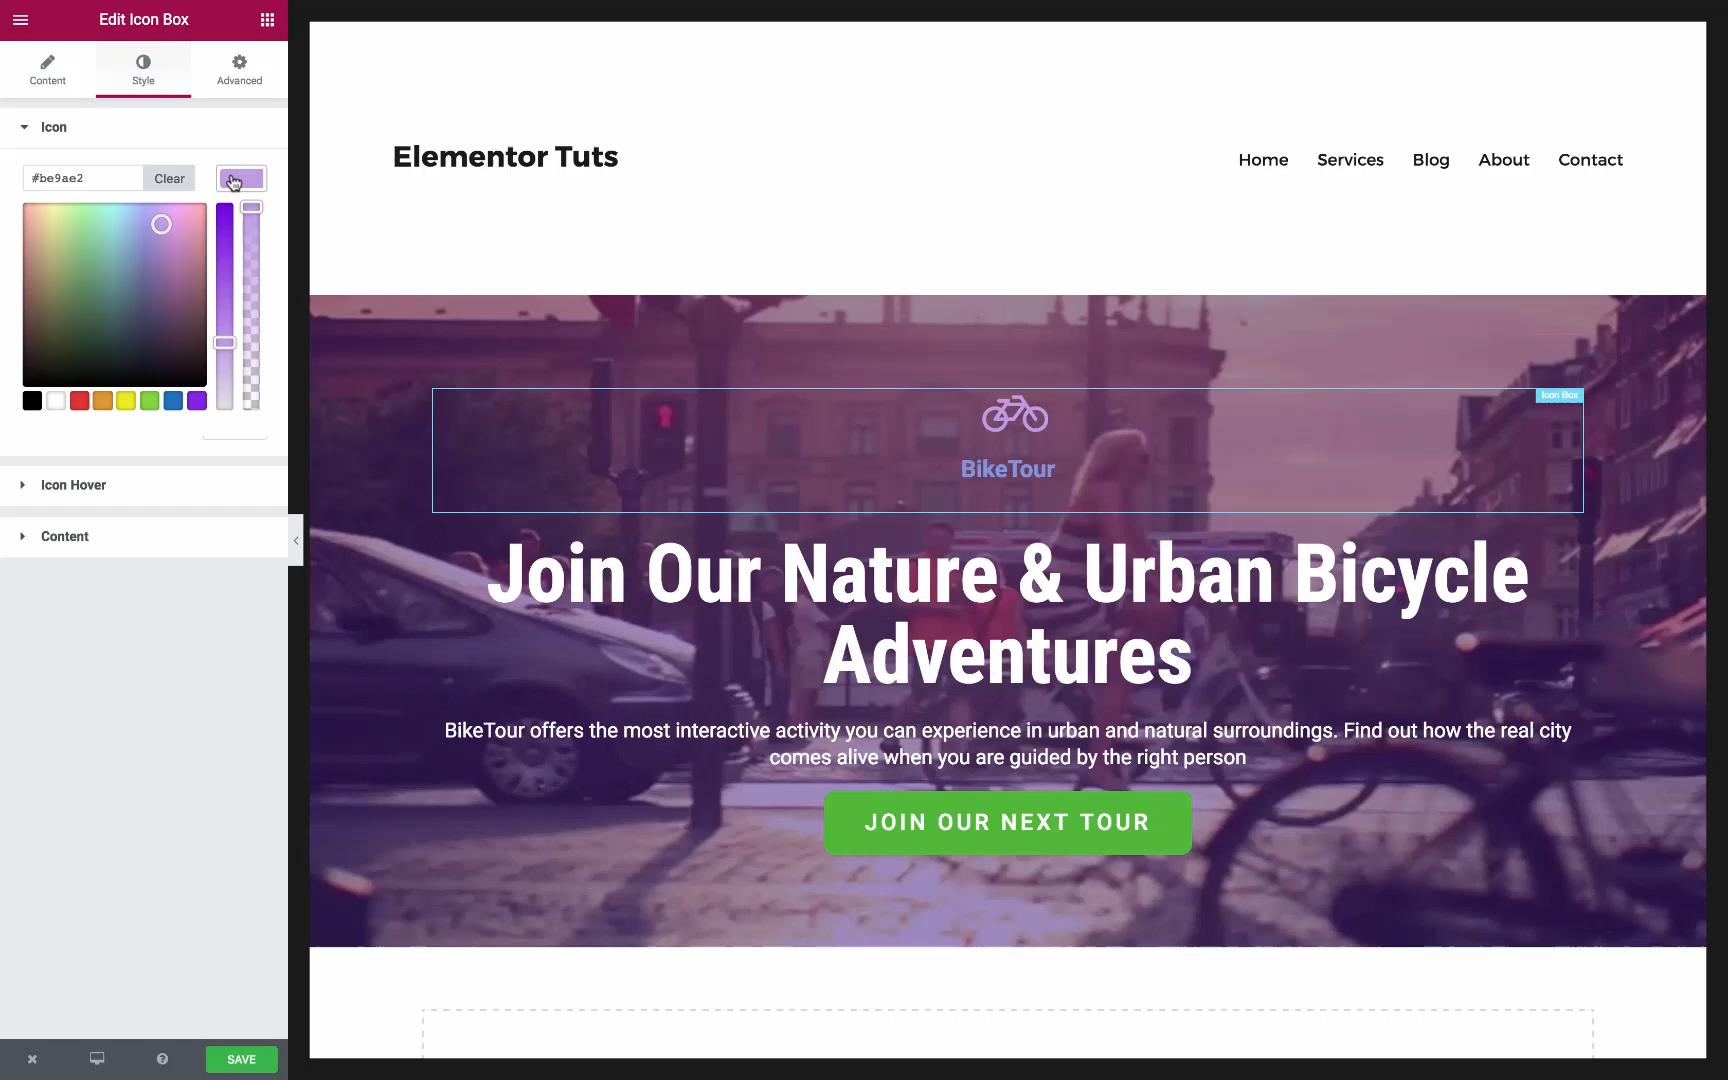 Edit Icon Box
Content
Style
Advanced
Icon
#be9ae2
Clear
Icon Hover
Content
SAVE
Elementor Tuts
Home Services Blog About Contact
Icon Box
BikeTour
Join Our Nature & Urban Bicycle
Adventures
BikeTour offers the most interactive activity you can experience in urban and natural surroundings. Find out how the real city
comes alive when you are guided by the right person
JOIN OUR NEXT TOUR